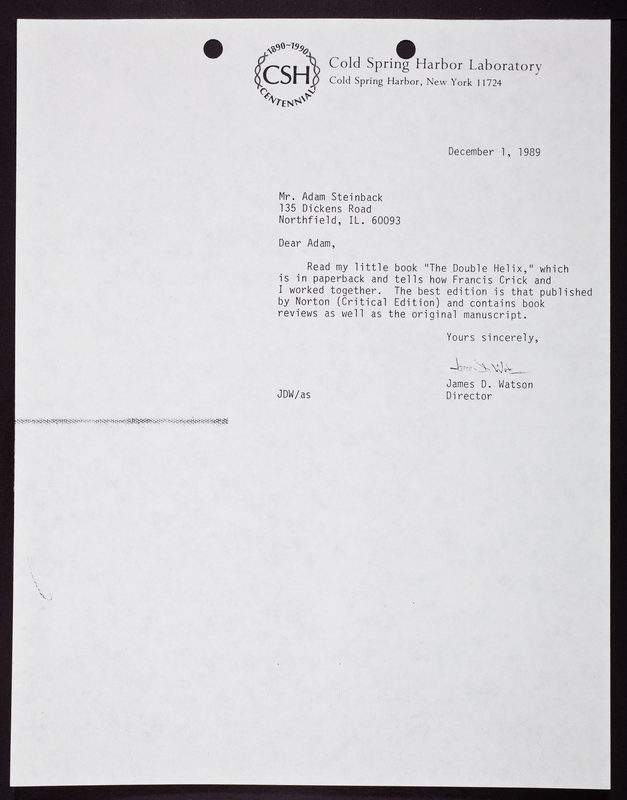 1890-1990
CSH
CENTENNIAL
Cold Spring Harbor Laboratory
Cold Spring Harbor, New York 11724
December 1, 1989
Mr. Adam Steinback
135 Dickens Road
Northfield, IL. 60093
Dear Adam,
Read my little book "The Double Helix," which
is in paperback and tells how Francis Crick and
I worked together. The best edition is that published
by Norton (Critical Edition) and contains book
reviews as well as the original manuscript.
Yours sincerely,
James D. Watson
Director
JDW/as